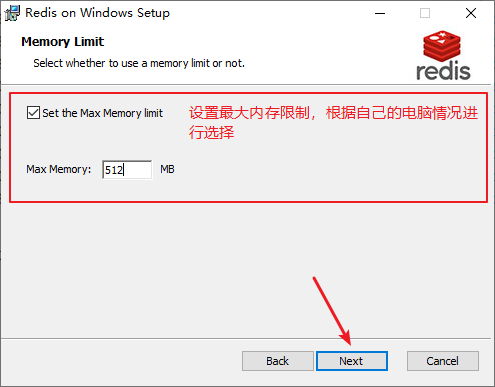 Redis on Windows Setup
Memory Limit
Select whether to use a memory limit or not.
redis
Set the Max Memory limit
设置最大内存限制，根据自己的电脑情况进
行选择
Max Memory: 512 MB
Back Next Cancel